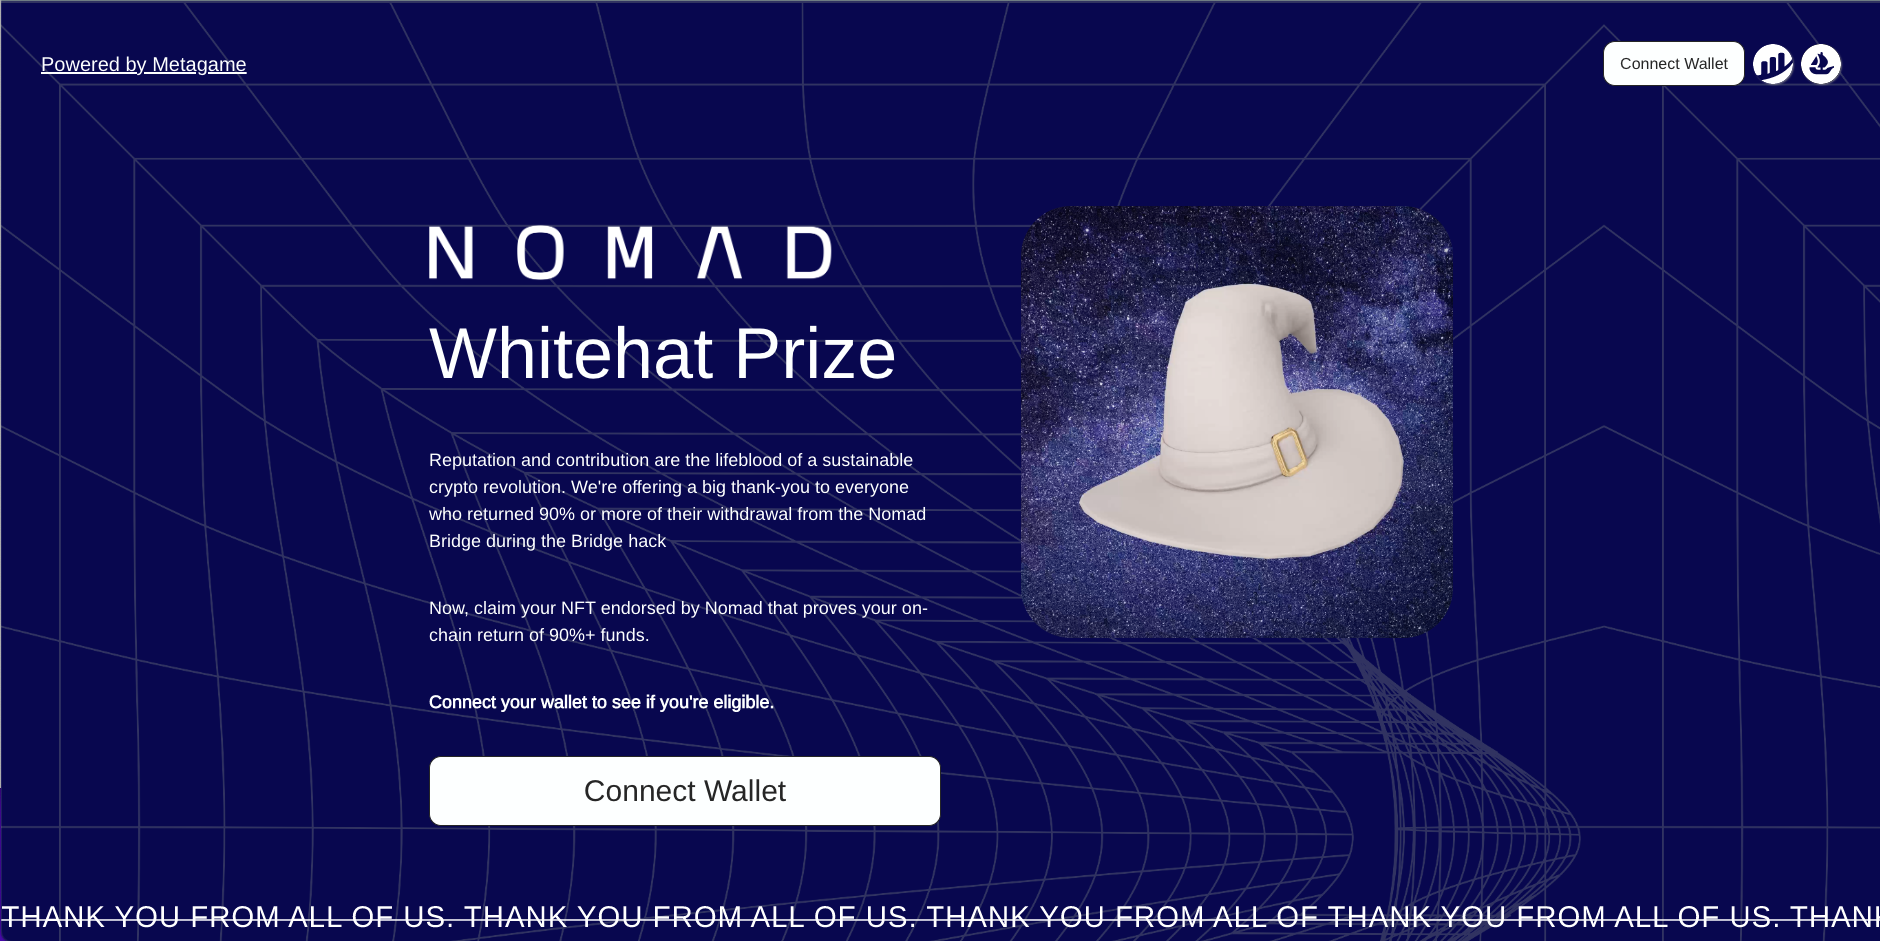 Powered by Metagame
Connect Wallet
NOMAD
Whitehat Prize
Reputation and contribution are the lifeblood of a sustainable
crypto revolution. We're offering a big thank-you to everyone
who returned 90% or more of their withdrawal from the Nomad
Bridge during the Bridge hack
Now, claim your NFT endorsed by Nomad that proves your on-
chain return of 90%+ funds.
Connect your wallet to see if you're eligible.
Connect Wallet
THANK YOU FROM ALL OF US. THANK YOU FROM ALL OF US. THANK YOU FROM ALL OF THANK YOU FROM ALL OF US. THANK